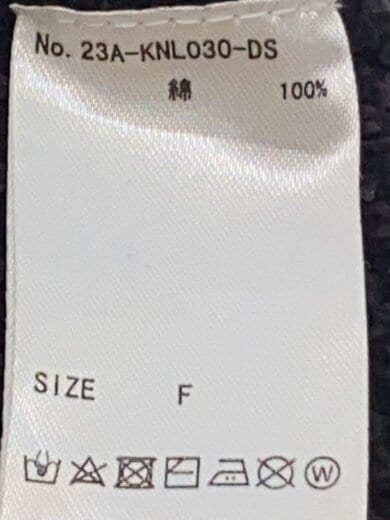 No. 23A-KNL030-DS
綿 100%
SIZE F
W